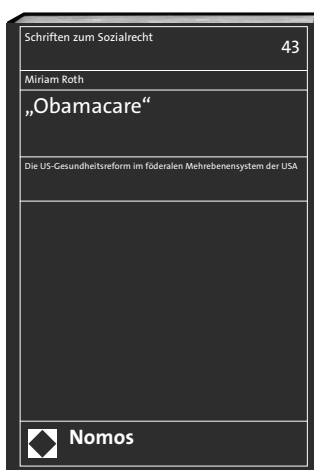 Schriften zum Sozialrecht
43
Miriam Roth
„Obamacare“
Die US-Gesundheitsreform im föderalen Mehrebenensystem der USA
Nomos